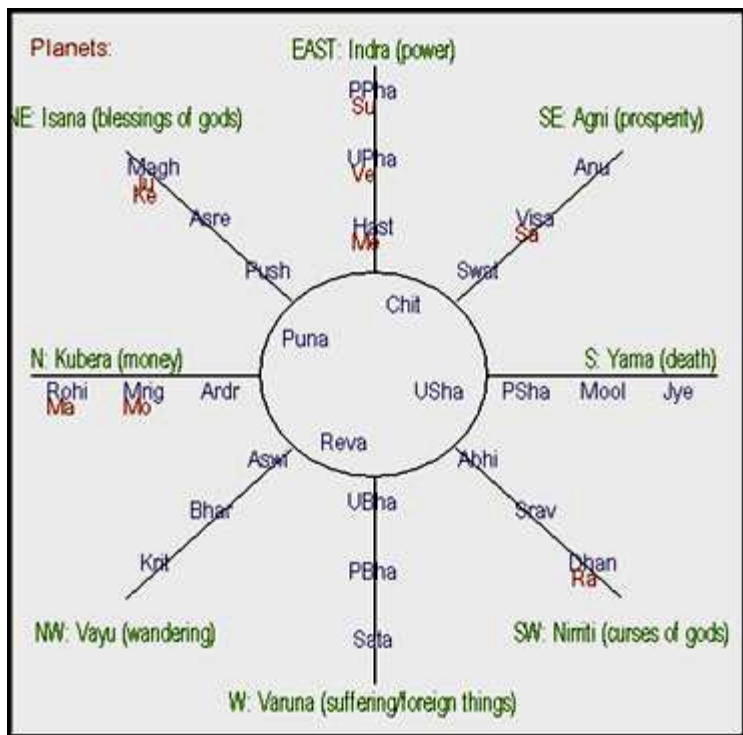 Planets:
EAST: Indra (power)
PPha
Su
NE: Isana (blessings of gods)
SE: Agni (prosperity)
UPha
Ve
Magh
Ju
Ke
Anu
Asre
Visa
Sa
Hast
Me
Push
Swat
Chit
Puna
N: Kubera (money)
S: Yama (death)
Rohi
Ma
Mrig
Mo
Ardr
USha
PSha
Mool
Jye
Reva
Aswi
Abhi
UBha
Bhar
Srav
Krit
PBha
Dhan
Ra
NW: Vayu (wandering)
Sata
SW: Nirriti (curses of gods)
W: Varuna (suffering/foreign things)